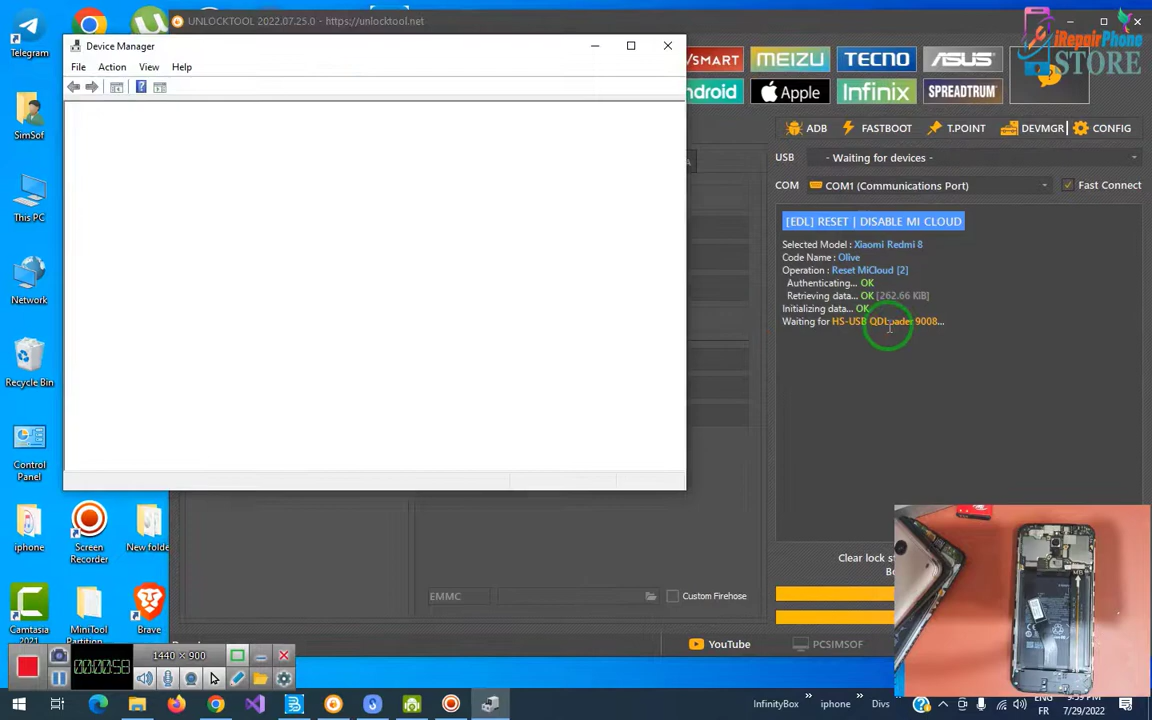 Telegram
SimSof
This PC
Network
Recycle Bin
Control
Panel
iphone
Screen
Recorder
New folde
Camtasia
2021
MiniTool
Partition
Brave
UNLOCKTOOL 2022.07.25.0 - https://unlocktool.net
Device Manager
File Action View Help
iRepairPhone
STORE
SMART
MEIZU
TECNO
ASUS
ndroid
Apple
Infinix
SPREADTRUM
ADB
FASTBOOT
T.POINT
DEVMGR
CONFIG
USB
- Waiting for devices -
COM
COM1 (Communications Port)
Fast Connect
[EDL] RESET | DISABLE MI CLOUD
Selected Model : Xiaomi Redmi 8
Code Name : Olive
Operation : Reset MiCloud [2]
Authenticating... OK
Retrieving data... OK [262.66 KiB]
Initializing data... OK
Waiting for HS-USB QDLoader 9008...
Clear lock s
EMMC
Custom Firehose
YouTube
PCSIMSOF
1440 × 900
00:00:58
InfinityBox
iphone
Divs
FR
7/29/2022